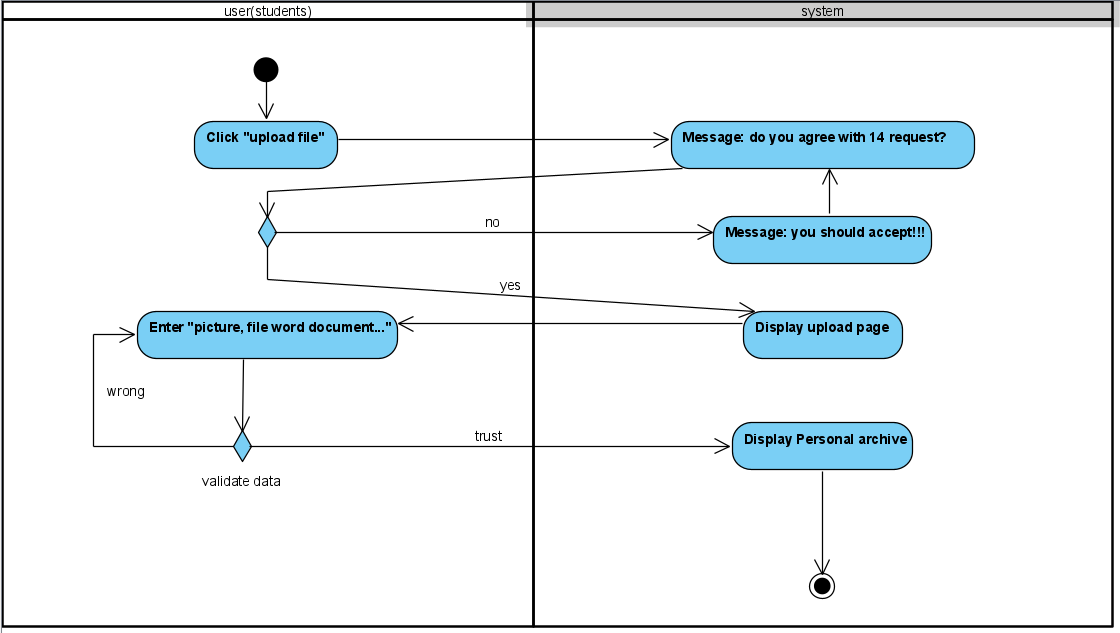 user(students)
system
Click "upload file"
Message: do you agree with 14 request?
no
Message: you should accept!!!
yes
Enter "picture, file word document..."
Display upload page
wrong
trust
Display Personal archive
validate data